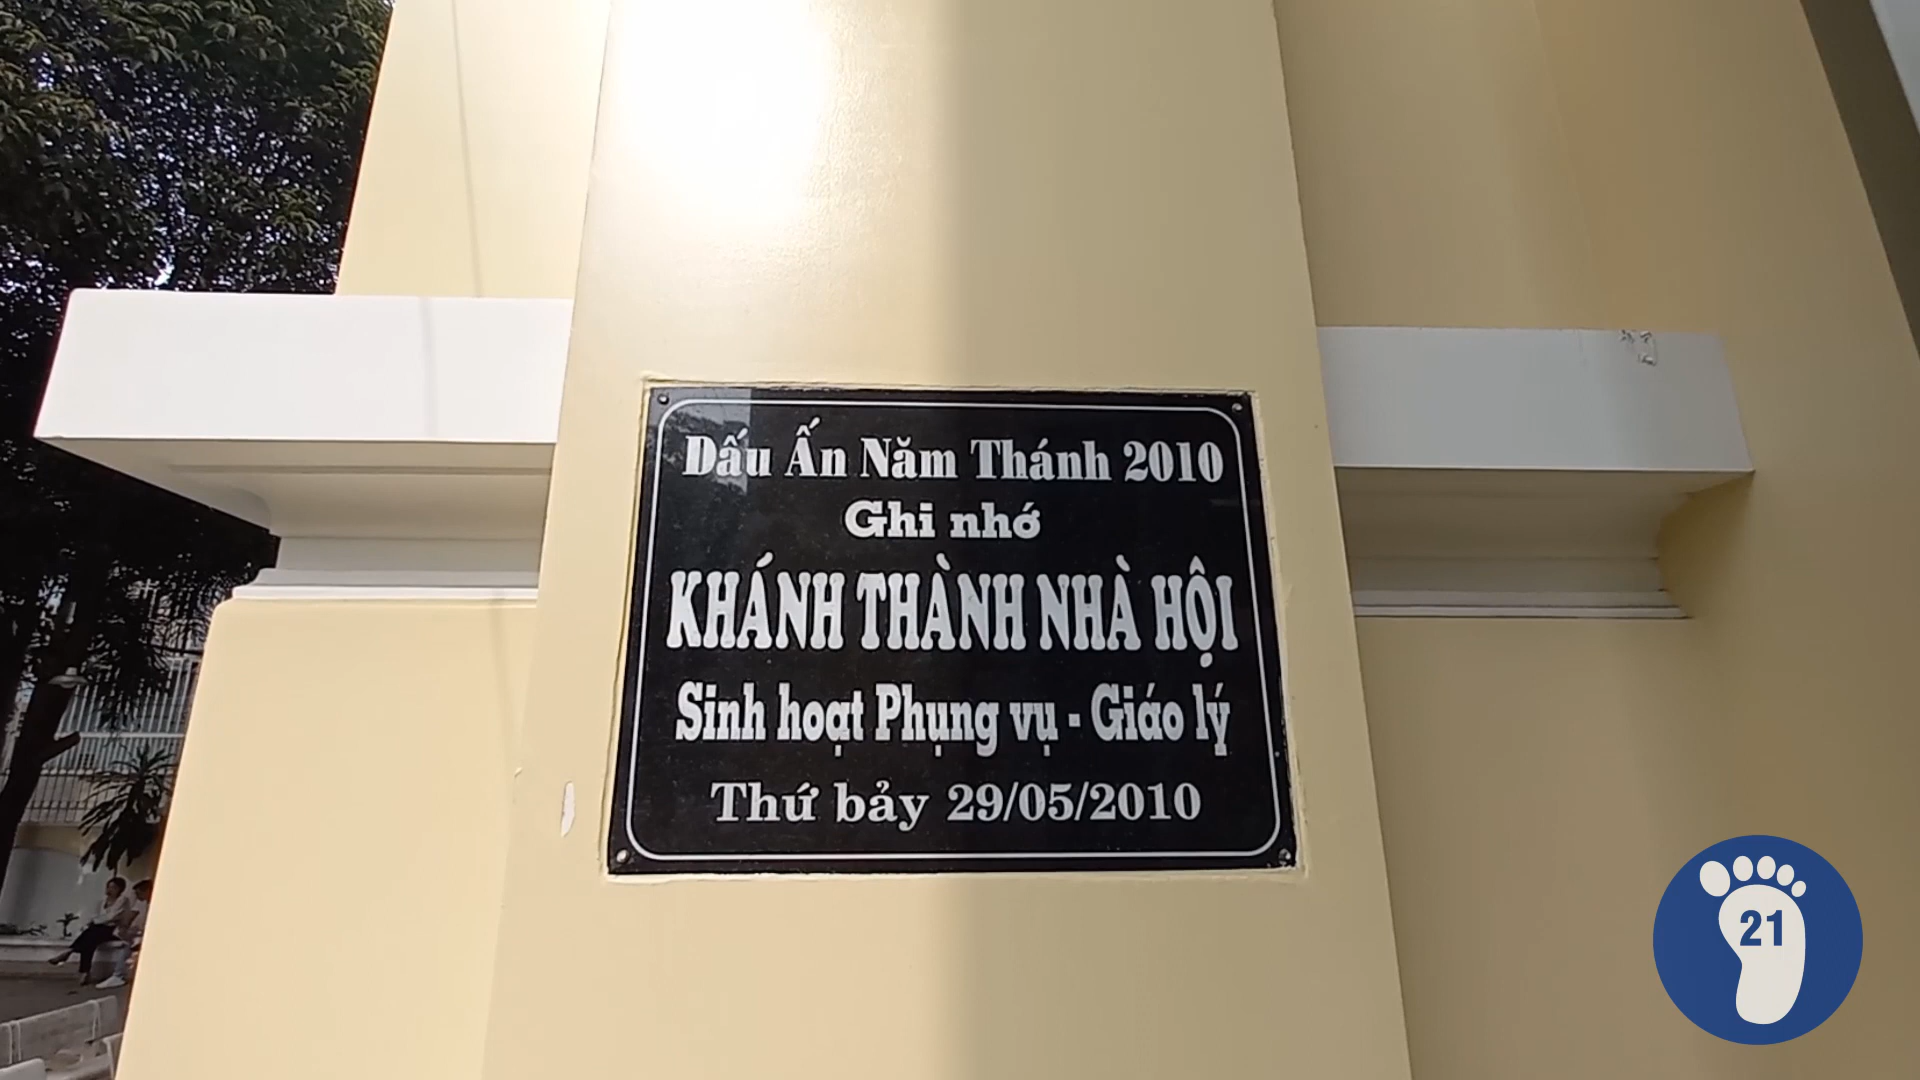 Dấu Ấn Năm Thánh 2010
Ghi nhớ
KHÁNH THÀNH NHÀ HỘI
Sinh hoạt Phụng vụ - Giáo lý
Thứ bảy 29/05/2010
21